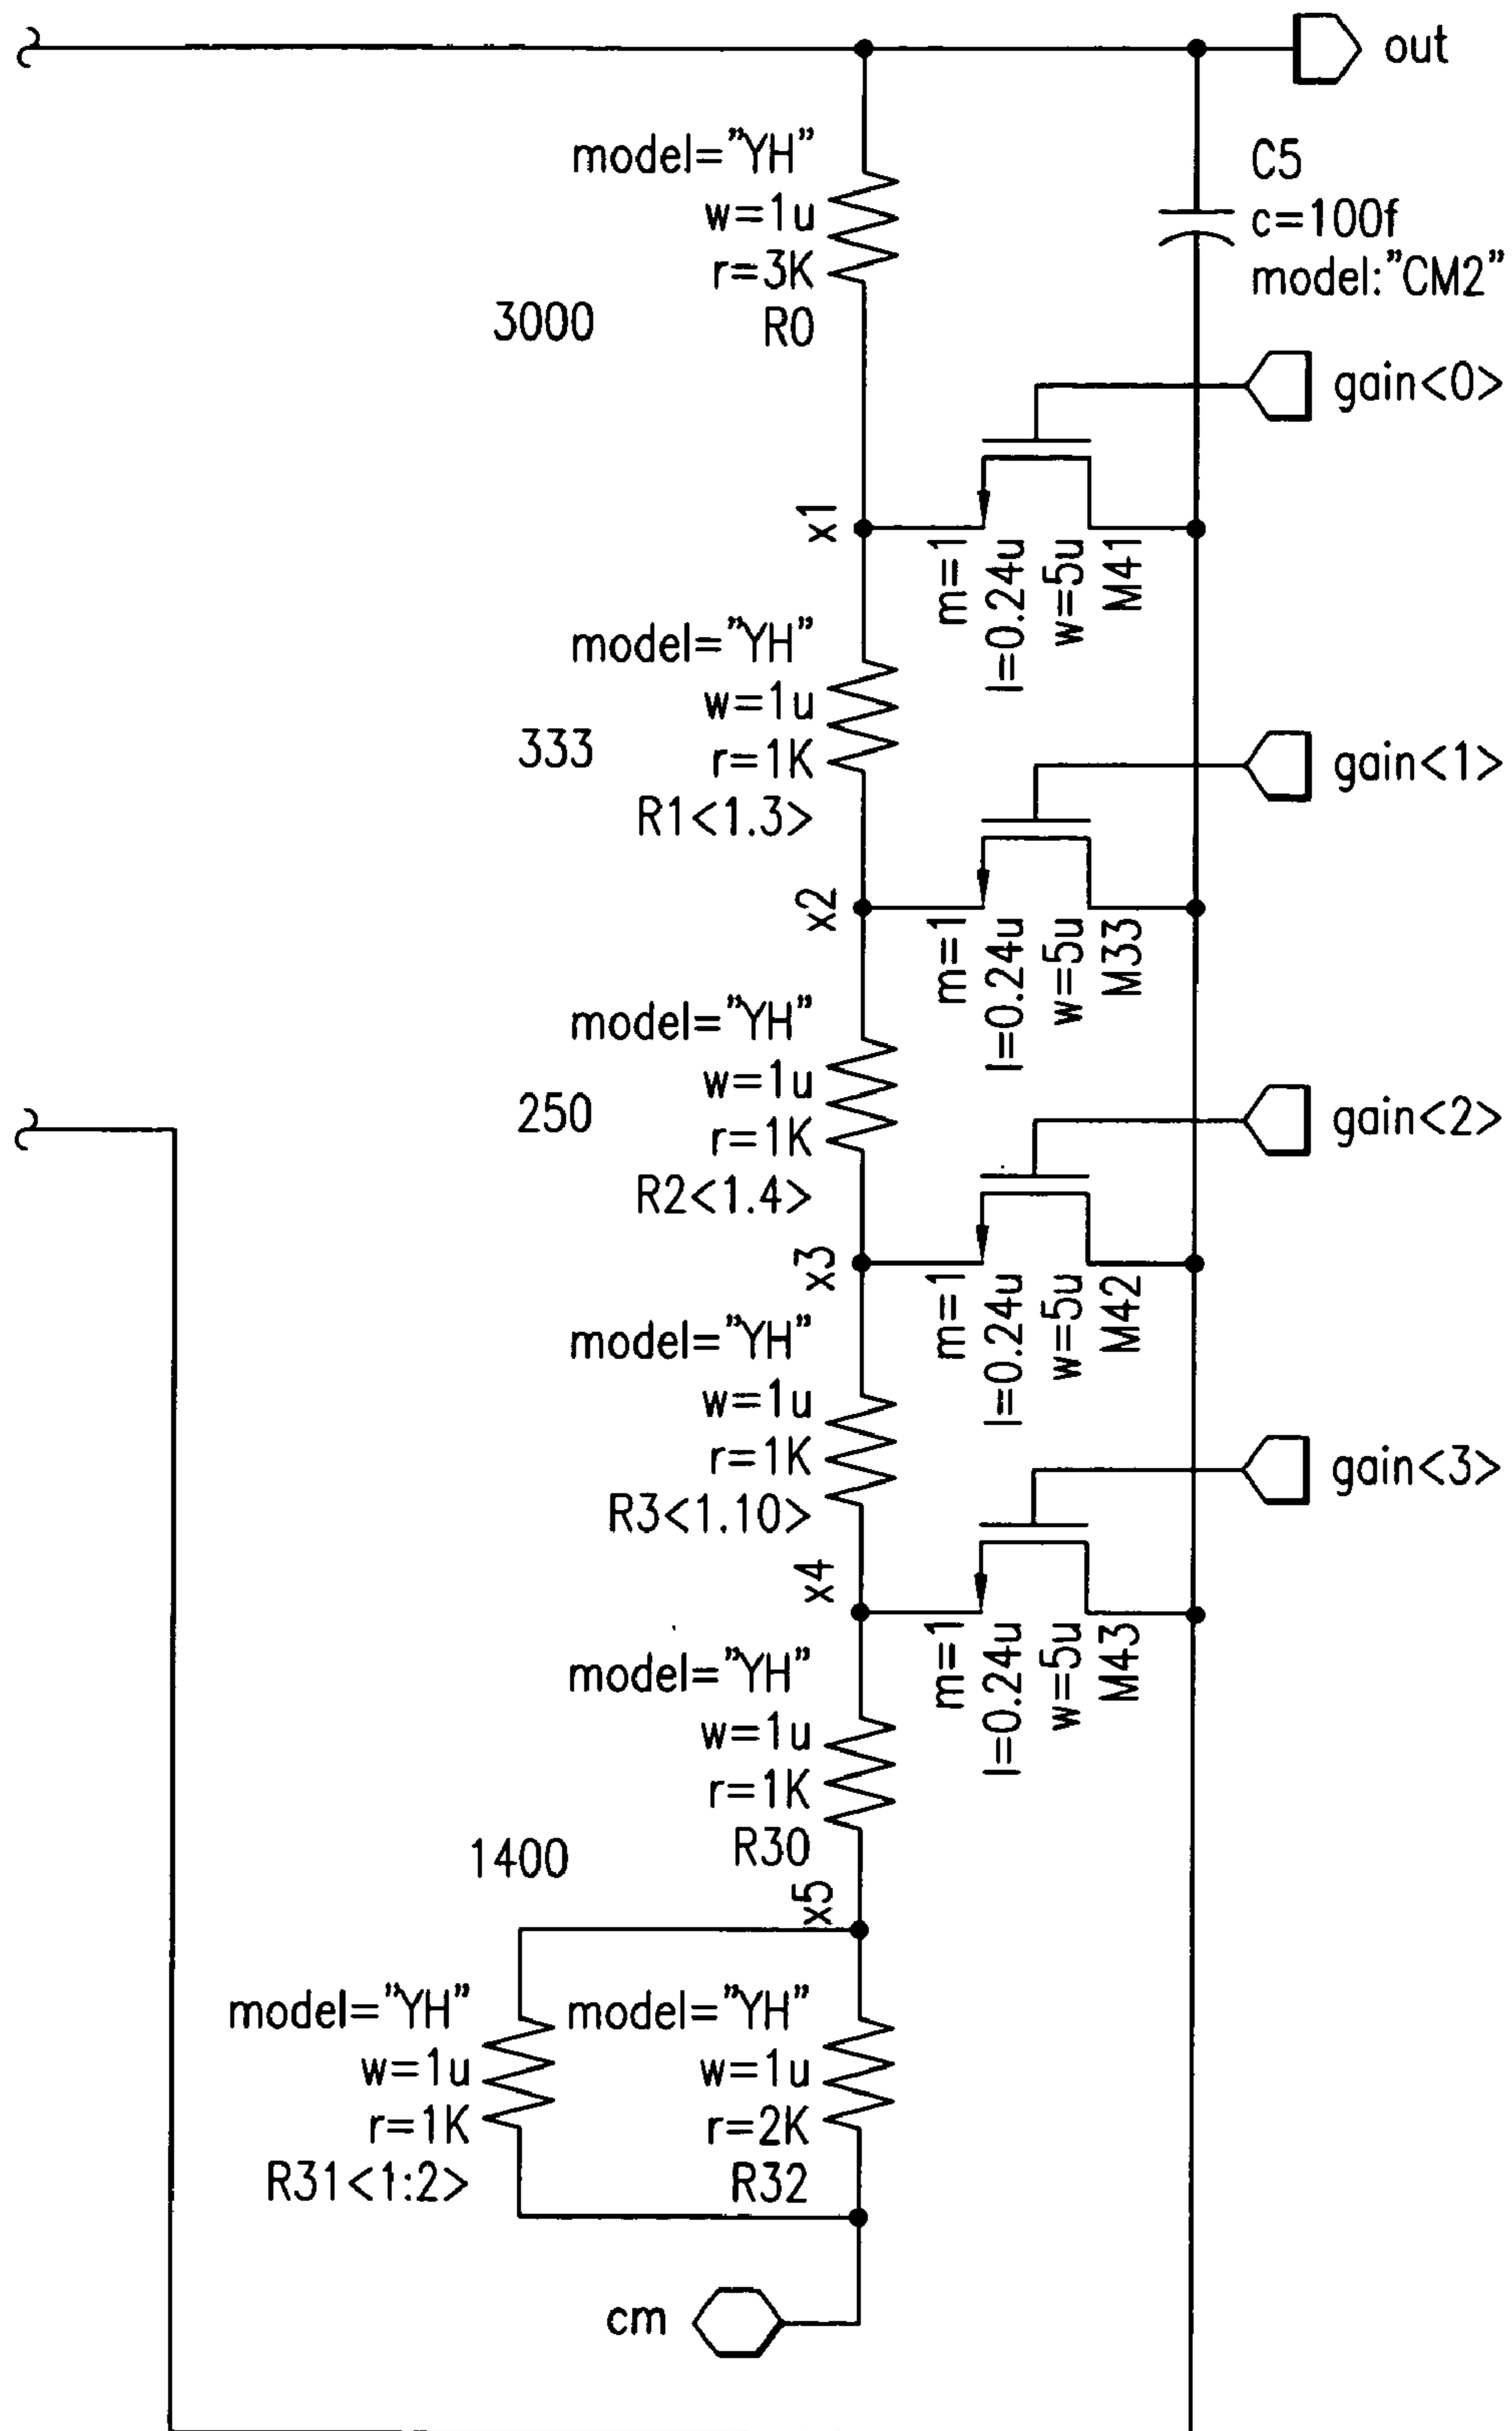 out
model="YH"
w=1u
r=3K
R0
3000
C5
c=100f
model:"CM2"
gain<0>
x1
m=1
l=0.24u
w=5u
M41
model="YH"
w=1u
r=1K
R1<1.3>
333
gain<1>
x2
m=1
l=0.24u
w=5u
M33
model="YH"
w=1u
r=1K
R2<1.4>
250
gain<2>
x3
m=1
l=0.24u
w=5u
M42
model="YH"
w=1u
r=1K
R3<1.10>
gain<3>
x4
m=1
l=0.24u
w=5u
M43
model="YH"
w=1u
r=1K
R30
1400
x5
model="YH"
w=1u
r=1K
R31<1:2>
model="YH"
w=1u
r=2K
R32
cm